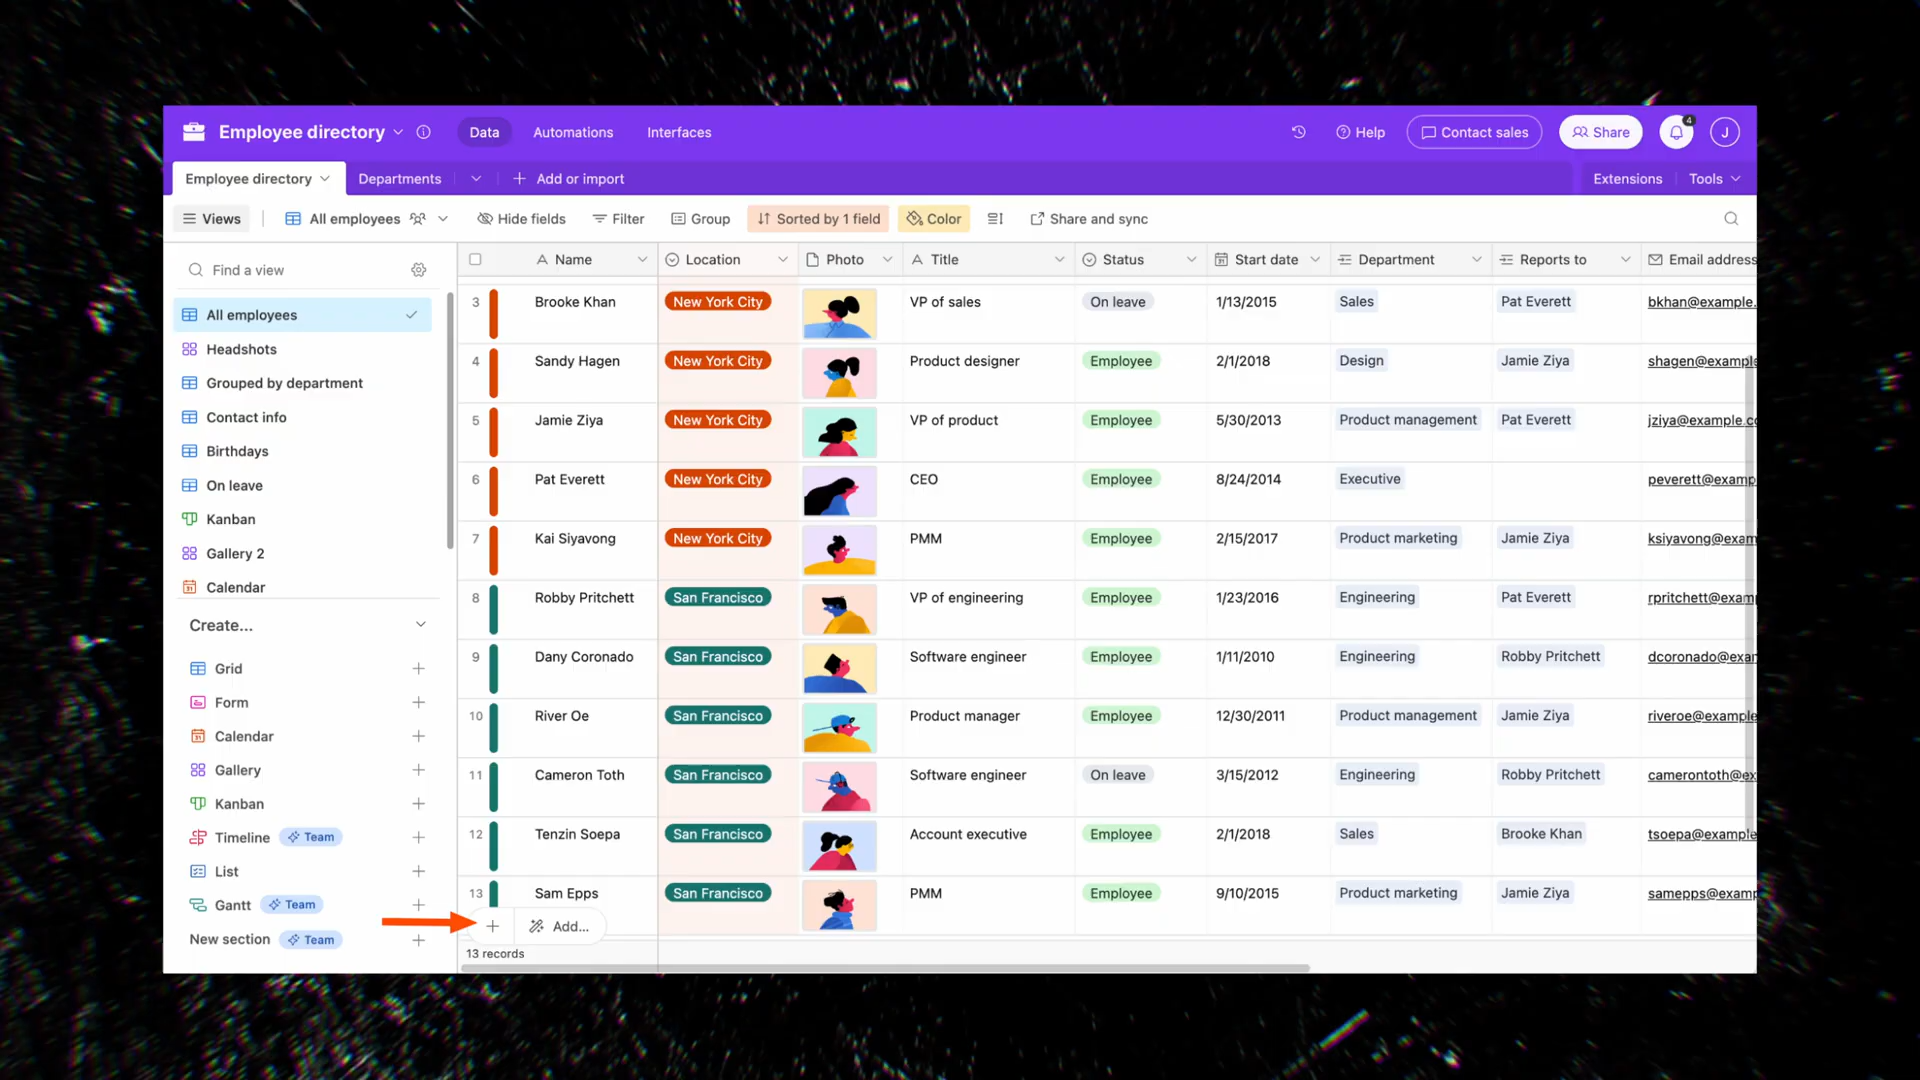 Employee directory
Data
Automations
Interfaces
Help
Contact sales
Share
4
J
Employee directory
Departments
Add or import
Extensions
Tools
Views
All employees
Hide fields
Filter
Group
Sorted by 1 field
Color
Share and sync
Find a view
All employees
Headshots
Grouped by department
Contact info
Birthdays
On leave
Kanban
Gallery 2
Calendar
Create...
Grid
Form
Calendar
Gallery
Kanban
Timeline Team
List
Gantt Team
New section Team
Name Location Photo Title Status Start date Department Reports to Email address
3 Brooke Khan New York City VP of sales On leave 1/13/2015 Sales Pat Everett bkhan@example.
4 Sandy Hagen New York City Product designer Employee 2/1/2018 Design Jamie Ziya shagen@exampl
5 Jamie Ziya New York City VP of product Employee 5/30/2013 Product management Pat Everett jziya@example.co
6 Pat Everett New York City CEO Employee 8/24/2014 Executive peverett@examp
7 Kai Siyavong New York City PMM Employee 2/15/2017 Product marketing Jamie Ziya ksiyavong@exam
8 Robby Pritchett San Francisco VP of engineering Employee 1/23/2016 Engineering Pat Everett rpritchett@examp
9 Dany Coronado San Francisco Software engineer Employee 1/11/2010 Engineering Robby Pritchett dcoronado@exan
10 River Oe San Francisco Product manager Employee 12/30/2011 Product management Jamie Ziya riveroe@example
11 Cameron Toth San Francisco Software engineer On leave 3/15/2012 Engineering Robby Pritchett camerontoth@ex
12 Tenzin Soepa San Francisco Account executive Employee 2/1/2018 Sales Brooke Khan tsoepa@example
13 Sam Epps San Francisco PMM Employee 9/10/2015 Product marketing Jamie Ziya samepps@examp
Add...
13 records